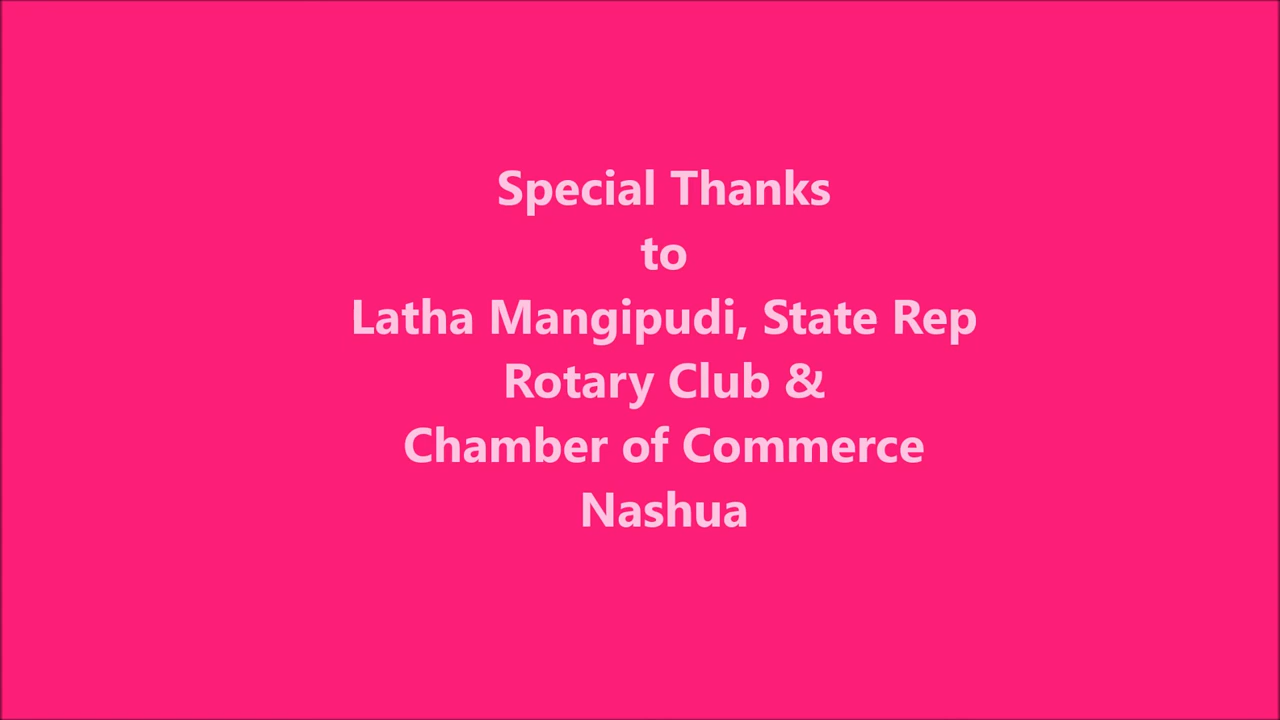 Special Thanks
to
Latha Mangipudi, State Rep
Rotary Club &
Chamber of Commerce
Nashua